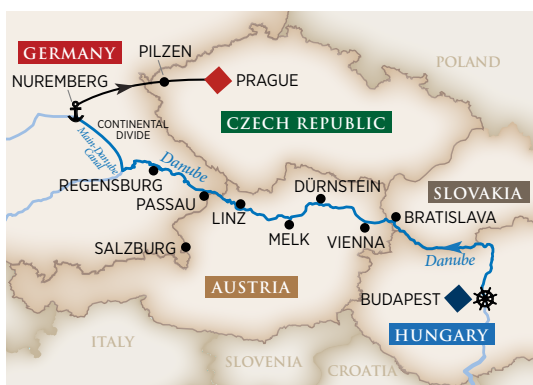 GERMANY
PILZEN
POLAND
NUREMBERG
PRAGUE
CONTINENTAL
DIVIDE
CZECH REPUBLIC
Main-Danube
Canal
Danube
REGENSBURG
DÜRNSTEIN
SLOVAKIA
PASSAU
LINZ
BRATISLAVA
MELK
VIENNA
SALZBURG
Danube
AUSTRIA
BUDAPEST
HUNGARY
ITALY
SLOVENIA
CROATIA